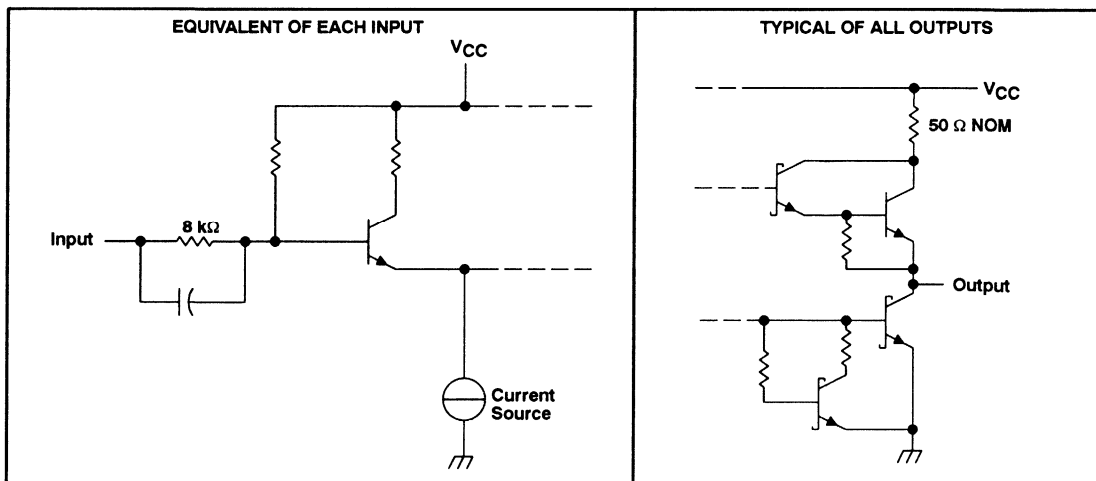 EQUIVALENT OF EACH INPUT
VCC
8 kΩ
Input
Current
Source
TYPICAL OF ALL OUTPUTS
VCC
50 Ω NOM
Output